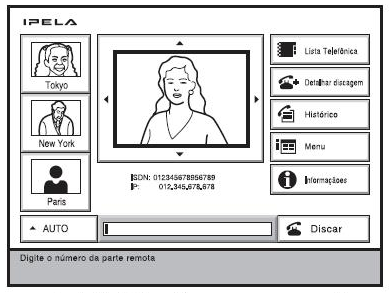 IPELA
Tokyo
New York
Paris
ISDN: 012345678956789
IP: 012.345.678.678
Lista Telefônica
Detalhar discagem
Histórico
Menu
Informações
AUTO
Discar
Digite o número da parte remota